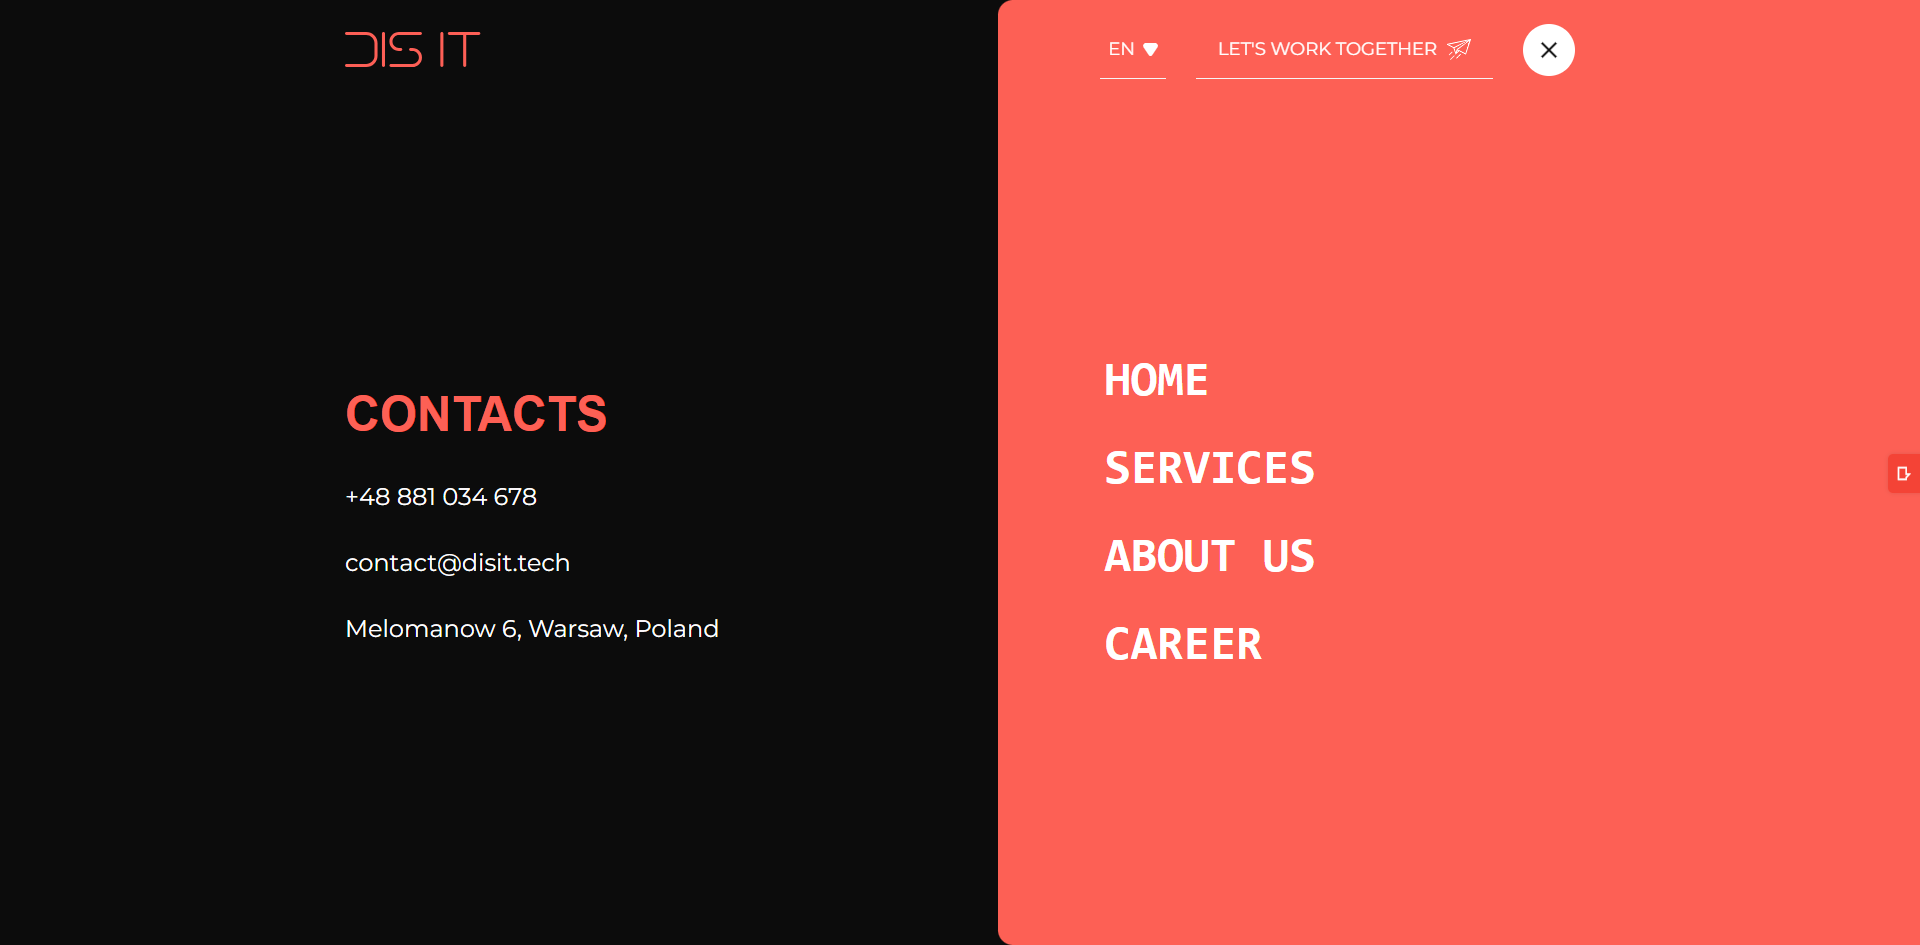 DIS IT
EN
LET'S WORK TOGETHER
CONTACTS
+48 881 034 678
contact@disit.tech
Melomanow 6, Warsaw, Poland
HOME
SERVICES
ABOUT US
CAREER